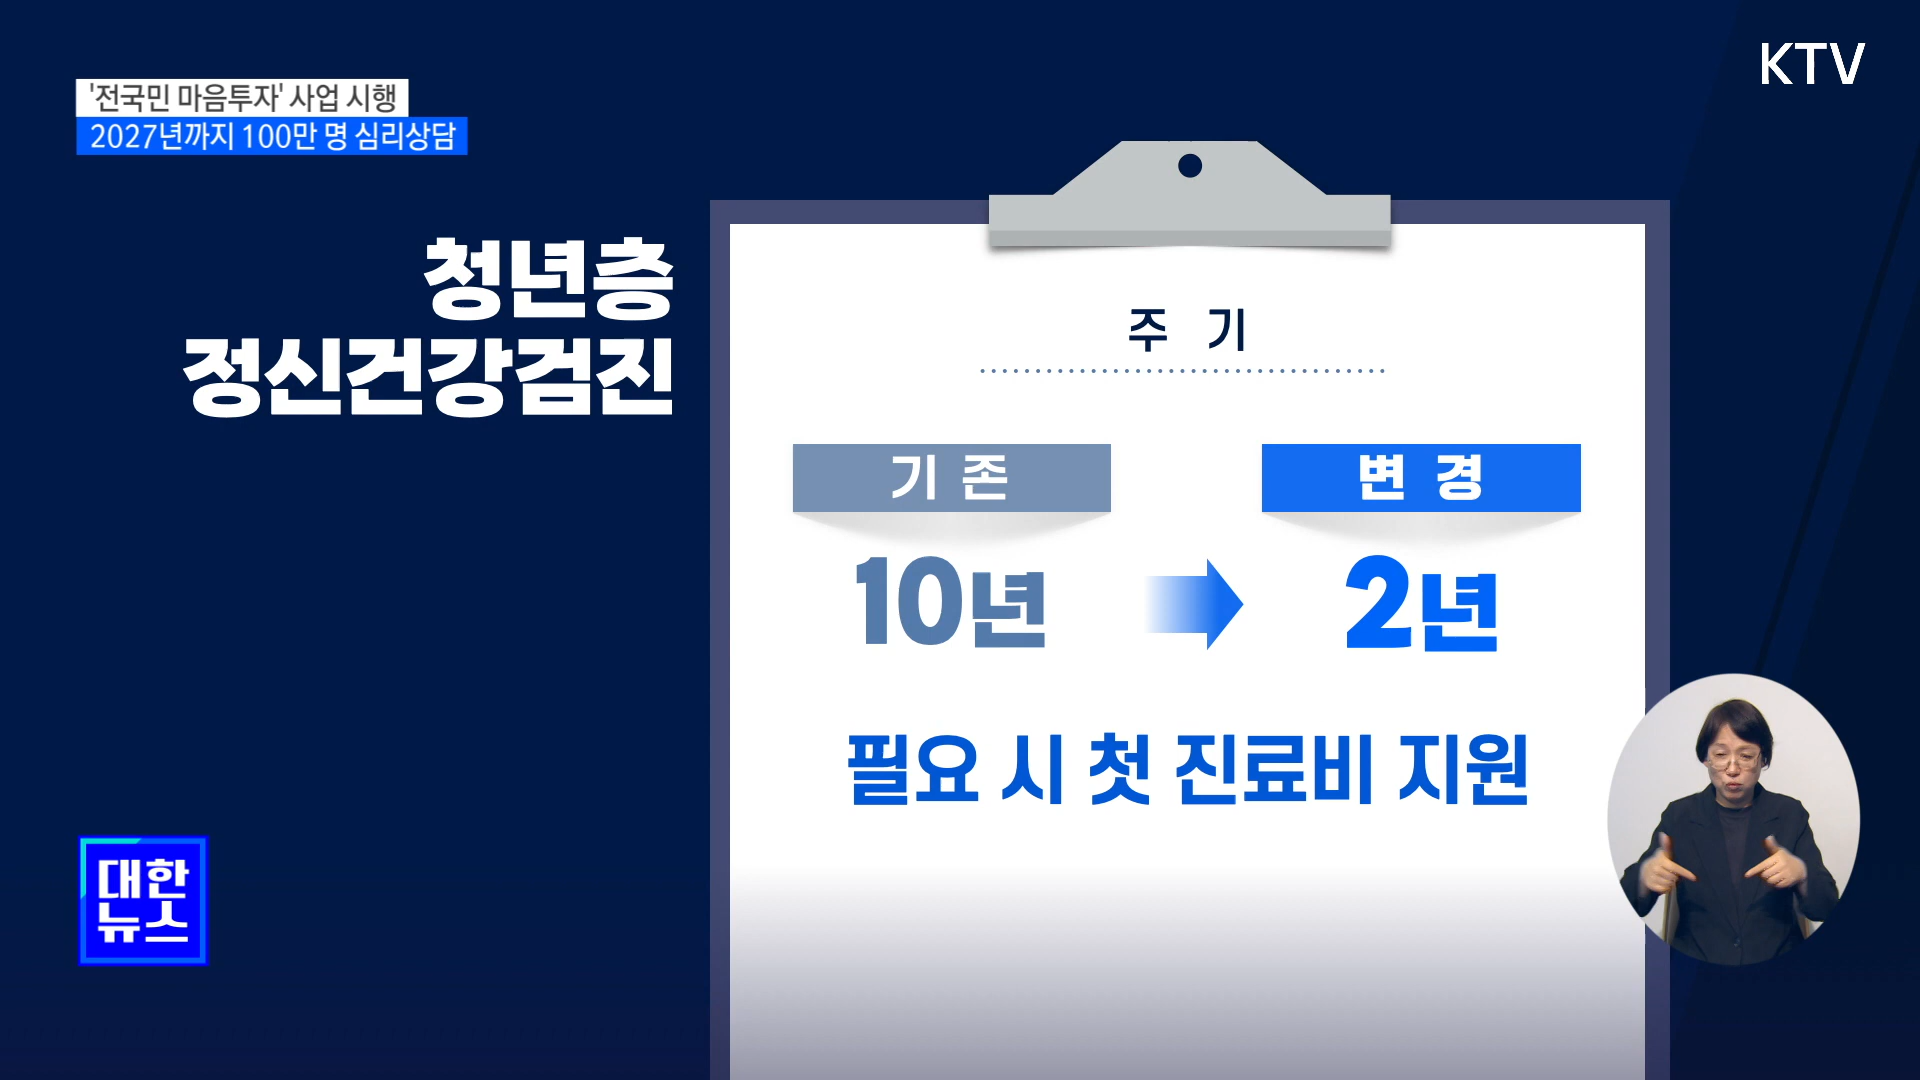 KTV
'전국민 마음투자' 사업 시행
2027년까지 100만 명 심리상담
청년층
정신건강검진
주 기
기 존
변 경
10년
2년
필요 시 첫 진료비 지원
대한
뉴스